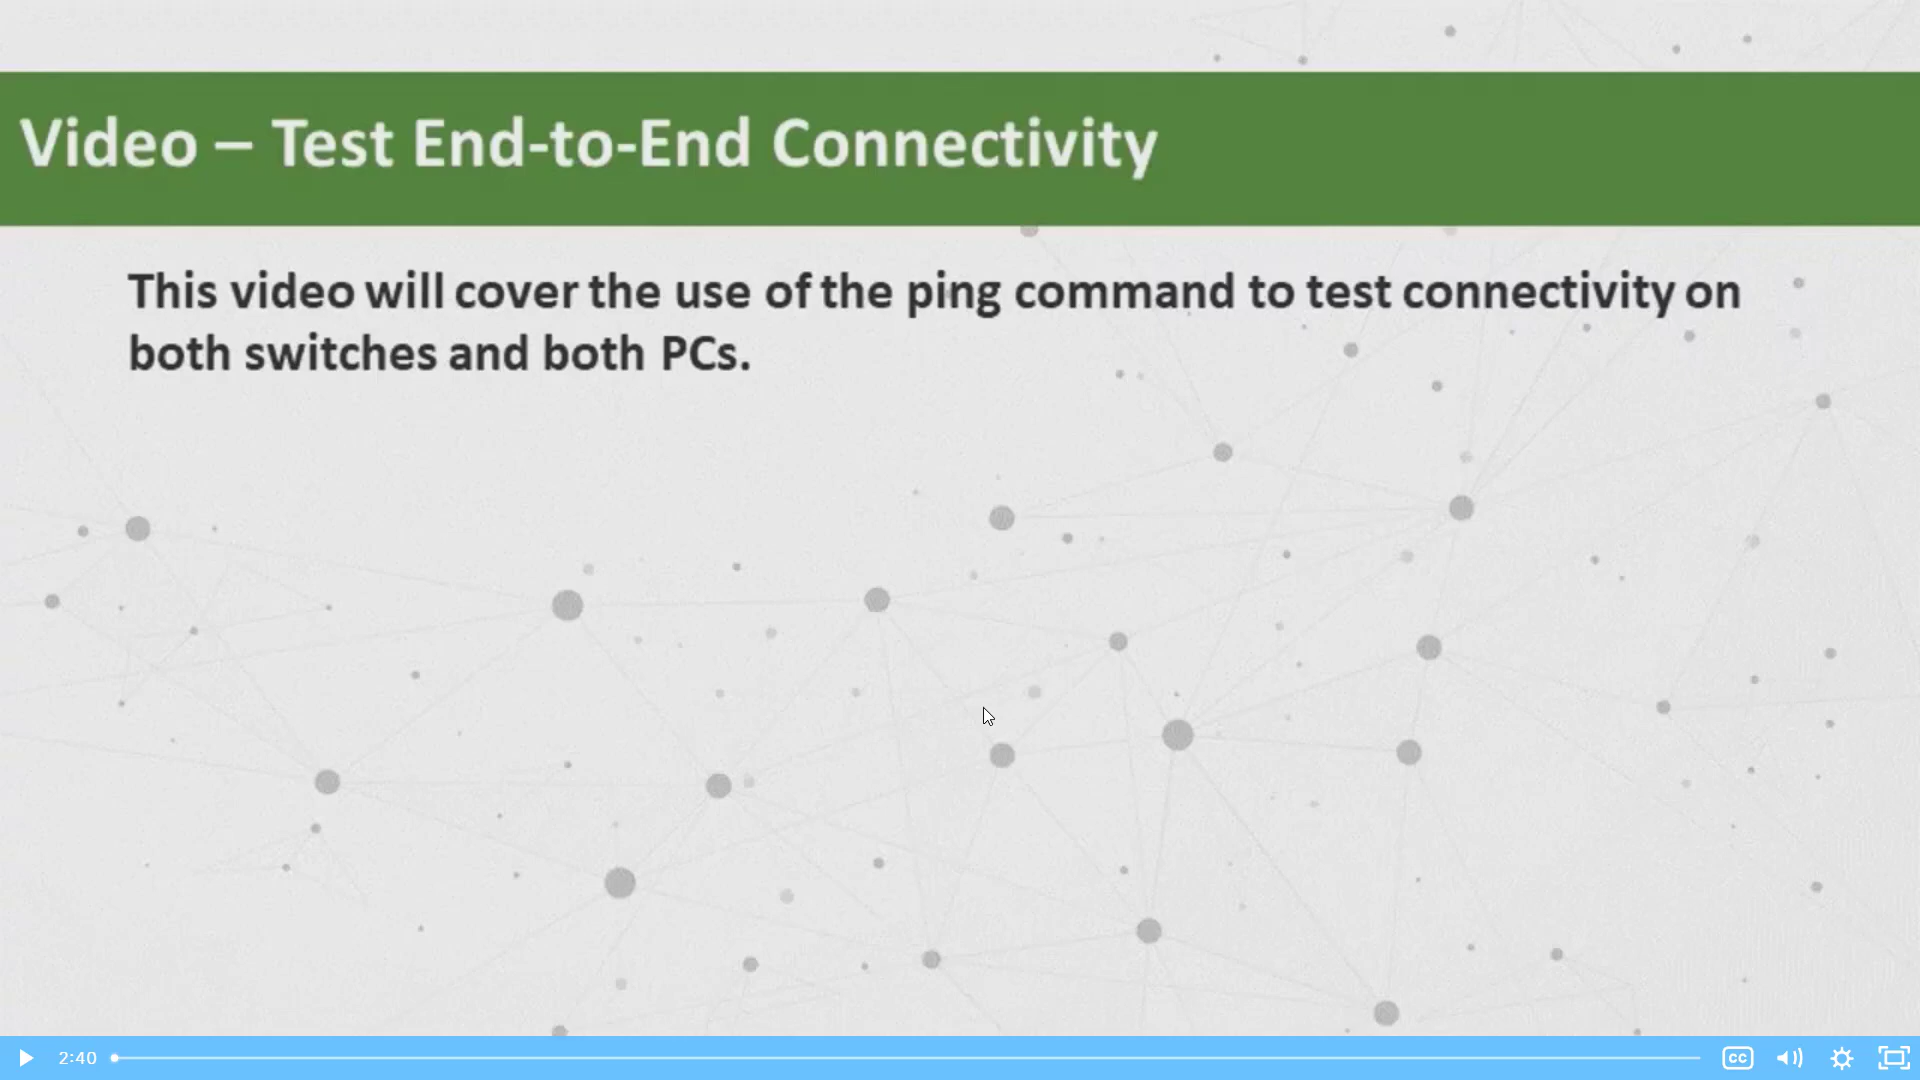 Video – Test End-to-End Connectivity
This video will cover the use of the ping command to test connectivity on
both switches and both PCs.
2:40
CC